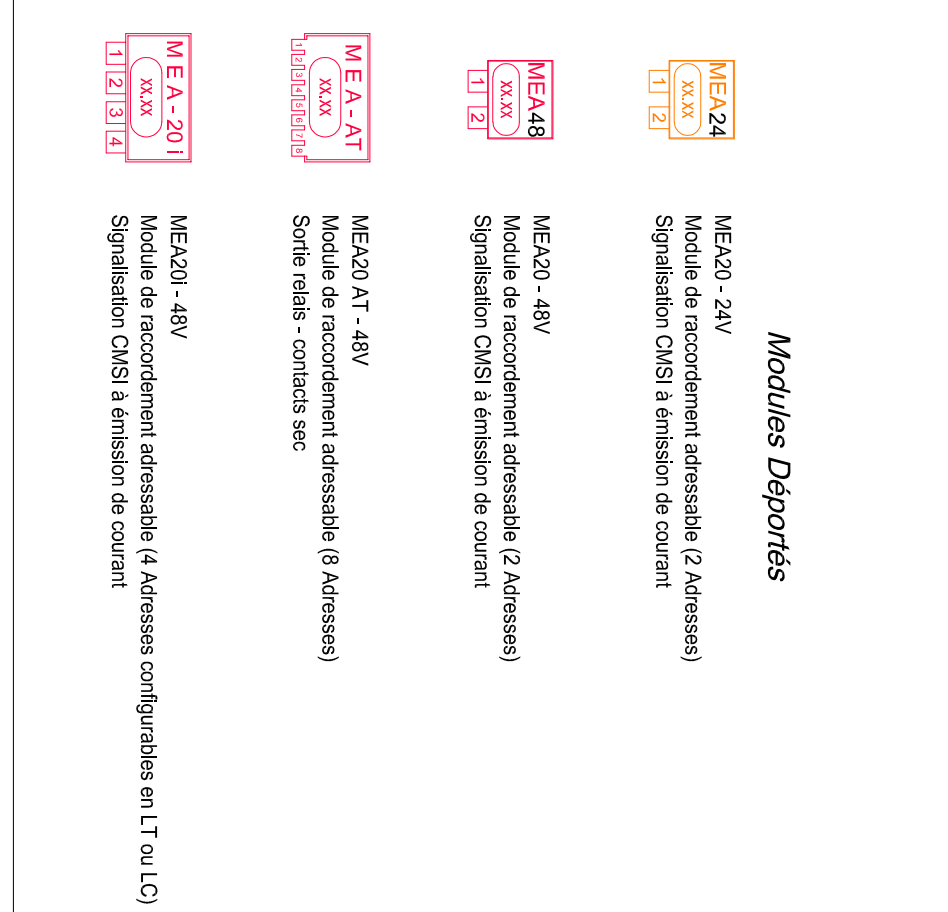 Modules Déportés
MEA24
xx.xx
1 2
MEA20 - 24V
Module de raccordement adressable (2 Adresses)
Signalisation CMSI à émission de courant
MEA48
xx.xx
1 2
MEA20 - 48V
Module de raccordement adressable (2 Adresses)
Signalisation CMSI à émission de courant
MEA-AT
xx.xx
1 2 3 4 5 6 7 8
MEA20 AT - 48V
Module de raccordement adressable (8 Adresses)
Sortie relais - contacts sec
MEA-20i
xx.xx
1 2 3 4
MEA20i - 48V
Module de raccordement adressable (4 Adresses configurables en LT ou LC)
Signalisation CMSI à émission de courant